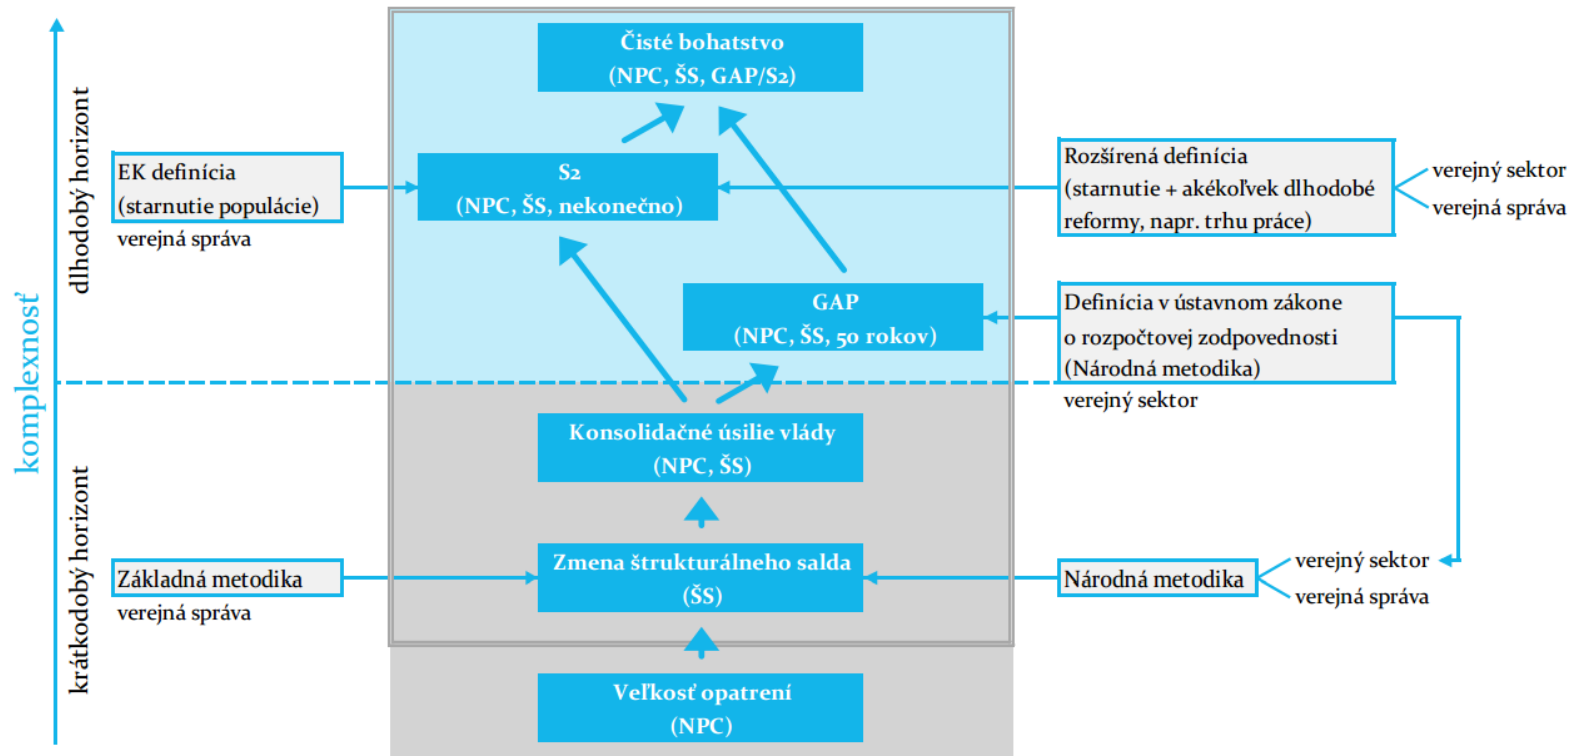 komplexnosť
dlhodobý horizont
krátkodobý horizont
Čisté bohatstvo
(NPC, ŠS, GAP/S2)
EK definícia
(starnutie populácie)
verejná správa
S2
(NPC, ŠS, nekonečno)
Rozšírená definícia
(starnutie + akékoľvek dlhodobé
reformy, napr. trhu práce)
verejný sektor
verejná správa
GAP
(NPC, ŠS, 50 rokov)
Definícia v ústavnom zákone
o rozpočtovej zodpovednosti
(Národná metodika)
verejný sektor
Konsolidačné úsilie vlády
(NPC, ŠS)
Základná metodika
verejná správa
Zmena štrukturálneho salda
(ŠS)
Národná metodika
verejný sektor
verejná správa
Veľkosť opatrení
(NPC)